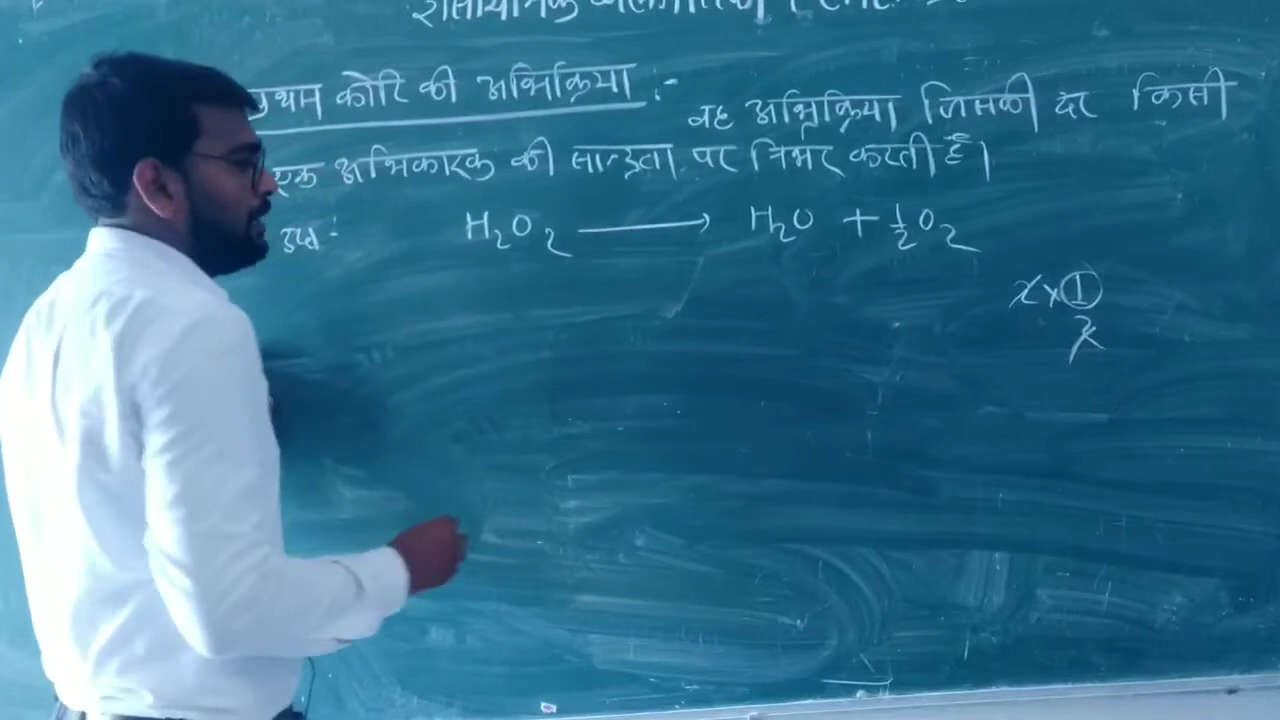 रासायनिक बलगतिकी
प्रथम कोटि की अभिक्रिया :- वह अभिक्रिया जिसकी दर किसी
एक अभिकारक की सान्द्रता पर निर्भर करती है।
उदा :- H₂O₂ ⟶ H₂O + ½O₂
x×①
x